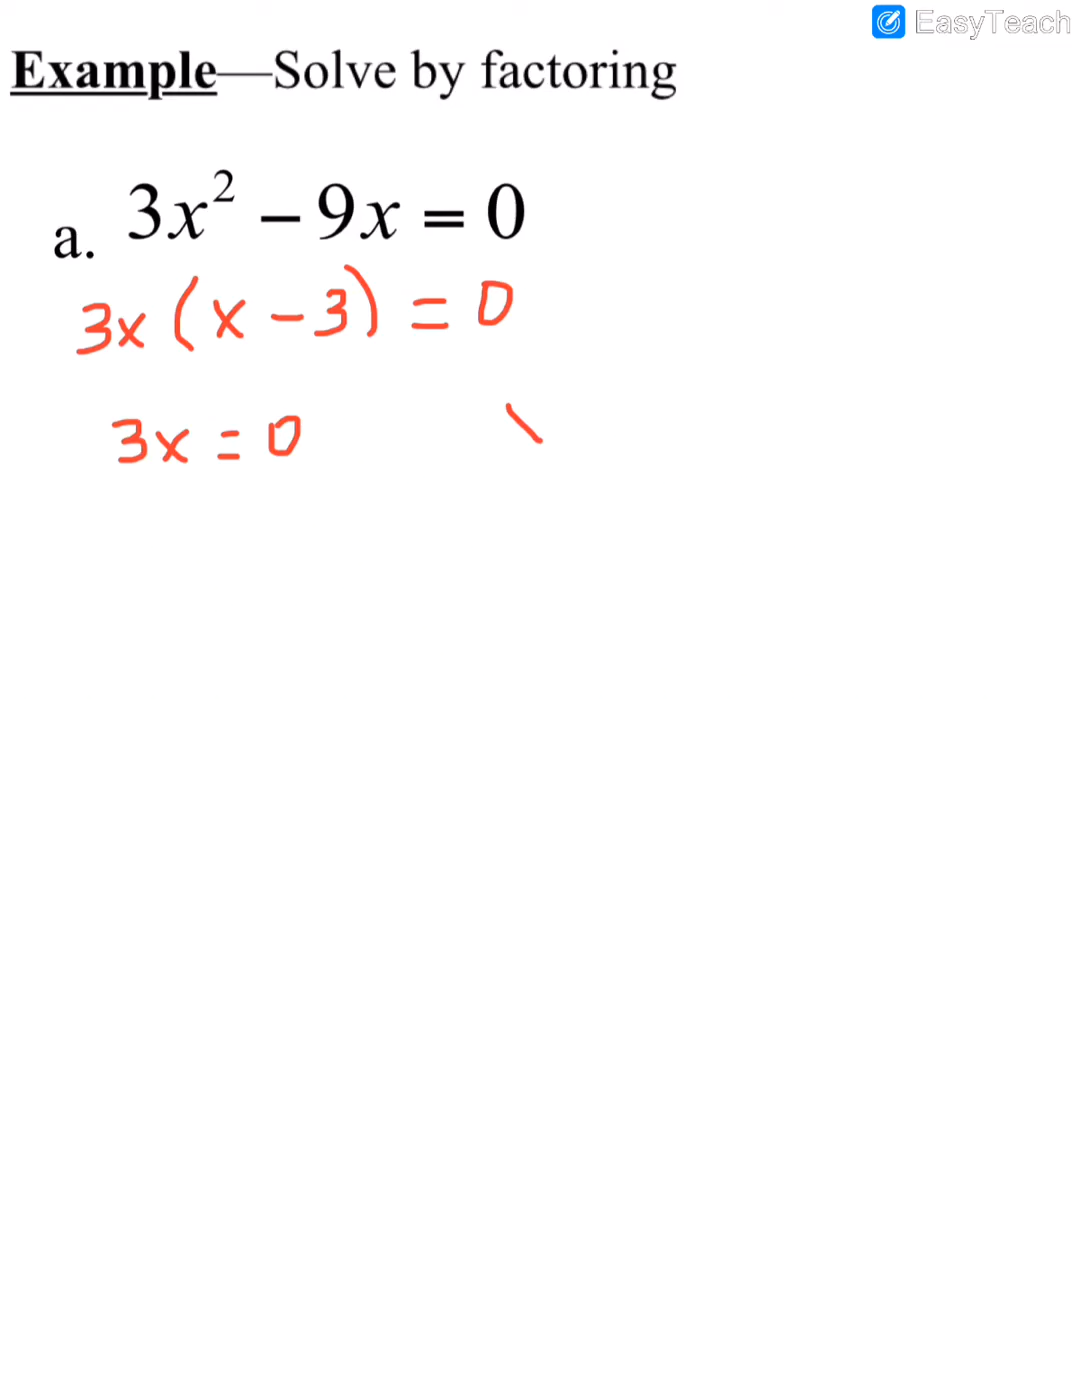 EasyTeach
Example—Solve by factoring
a. 3x² – 9x = 0
3x (x – 3) = 0
3x = 0